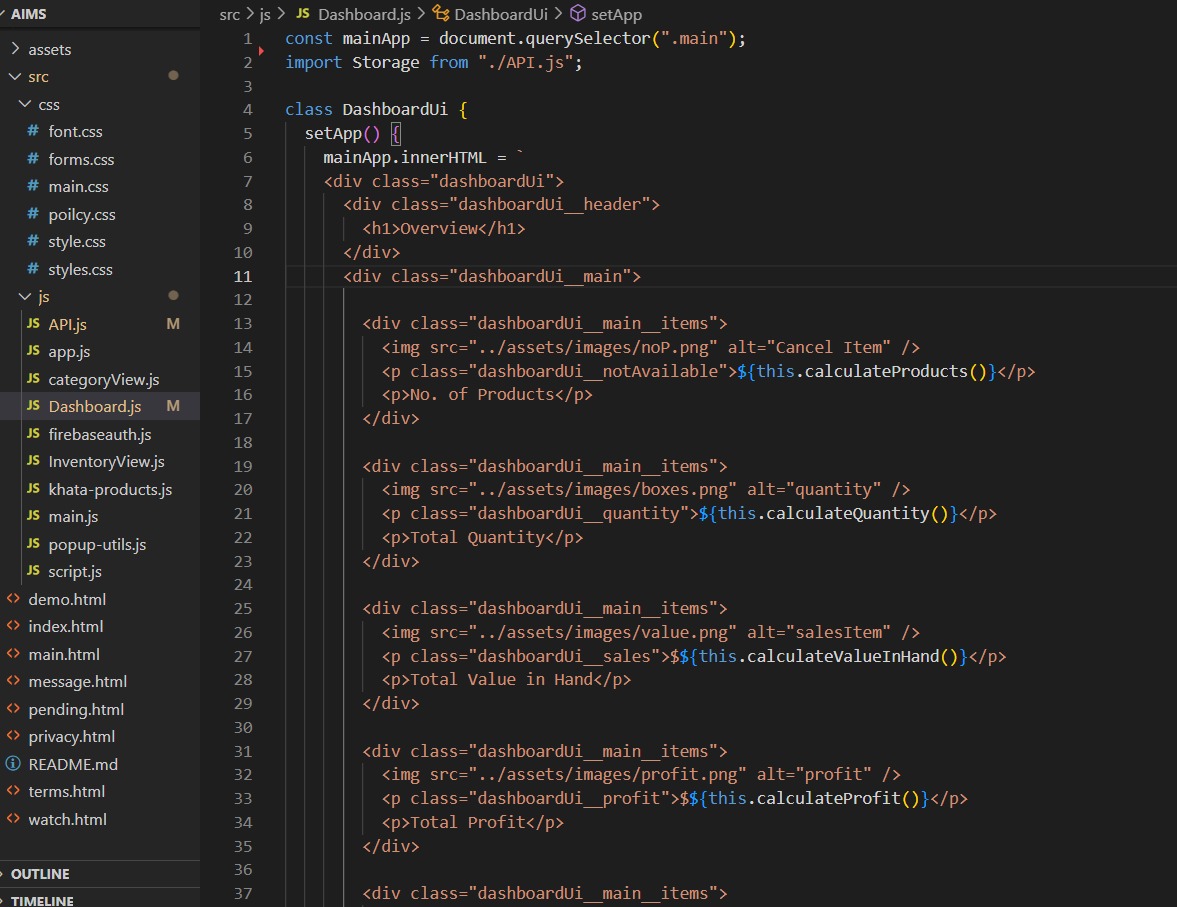 AIMS
assets
src
css
font.css
forms.css
main.css
poilcy.css
style.css
styles.css
js
JS API.js M
JS app.js
JS categoryView.js
JS Dashboard.js M
JS firebaseauth.js
JS InventoryView.js
JS khata-products.js
JS main.js
JS popup-utils.js
JS script.js
demo.html
index.html
main.html
message.html
pending.html
privacy.html
README.md
terms.html
watch.html
OUTLINE
TIMELINE
src > js > JS Dashboard.js > DashboardUi > setApp
1 const mainApp = document.querySelector(".main");
2 import Storage from "./API.js";
3
4 class DashboardUi {
5 setApp() {
6 mainApp.innerHTML = `
7 <div class="dashboardUi">
8 <div class="dashboardUi__header">
9 <h1>Overview</h1>
10 </div>
11 <div class="dashboardUi__main">
12
13 <div class="dashboardUi__main__items">
14 <img src="../assets/images/noP.png" alt="Cancel Item" />
15 <p class="dashboardUi__notAvailable">${this.calculateProducts()}</p>
16 <p>No. of Products</p>
17 </div>
18
19 <div class="dashboardUi__main__items">
20 <img src="../assets/images/boxes.png" alt="quantity" />
21 <p class="dashboardUi__quantity">${this.calculateQuantity()}</p>
22 <p>Total Quantity</p>
23 </div>
24
25 <div class="dashboardUi__main__items">
26 <img src="../assets/images/value.png" alt="salesItem" />
27 <p class="dashboardUi__sales">$${this.calculateValueInHand()}</p>
28 <p>Total Value in Hand</p>
29 </div>
30
31 <div class="dashboardUi__main__items">
32 <img src="../assets/images/profit.png" alt="profit" />
33 <p class="dashboardUi__profit">$${this.calculateProfit()}</p>
34 <p>Total Profit</p>
35 </div>
36
37 <div class="dashboardUi__main__items">